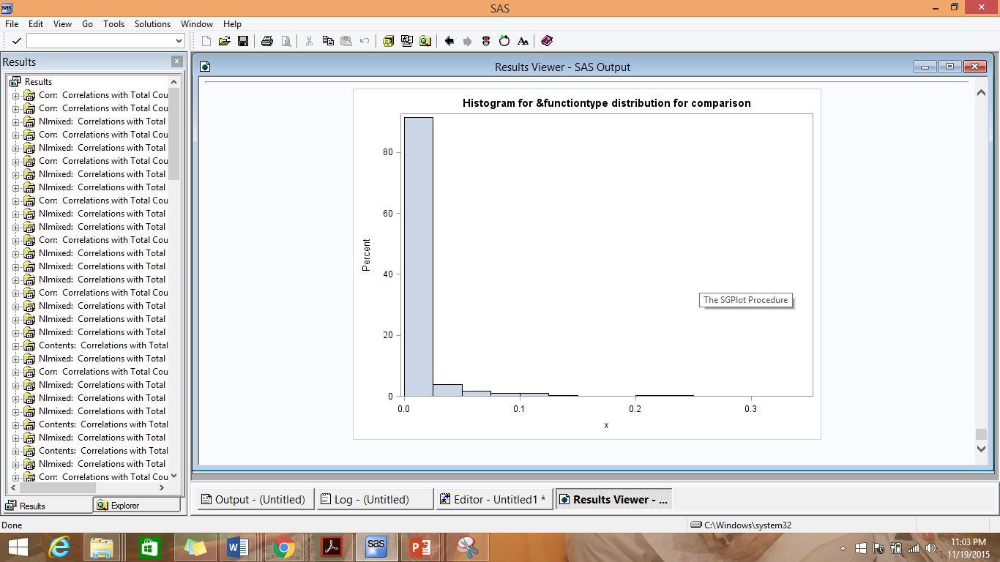 sas
SAS
File Edit View Go Tools Solutions Window Help
Results
Results Viewer - SAS Output
Results
Corr: Correlations with Total Cou
Corr: Correlations with Total Cou
Nlmixed: Correlations with Total
Corr: Correlations with Total Cou
Nlmixed: Correlations with Total
Corr: Correlations with Total Cou
Nlmixed: Correlations with Total
Nlmixed: Correlations with Total
Corr: Correlations with Total Cou
Nlmixed: Correlations with Total
Nlmixed: Correlations with Total
Corr: Correlations with Total Cou
Nlmixed: Correlations with Total
Nlmixed: Correlations with Total
Nlmixed: Correlations with Total
Corr: Correlations with Total Cou
Nlmixed: Correlations with Total
Nlmixed: Correlations with Total
Nlmixed: Correlations with Total
Contents: Correlations with Total
Nlmixed: Correlations with Total
Corr: Correlations with Total Cou
Nlmixed: Correlations with Total
Nlmixed: Correlations with Total
Nlmixed: Correlations with Total
Contents: Correlations with Total
Nlmixed: Correlations with Total
Contents: Correlations with Total
Nlmixed: Correlations with Total
Corr: Correlations with Total Cou
Results
Explorer
Histogram for &functiontype distribution for comparison
80
60
40
20
0
Percent
0.0 0.1 0.2 0.3
x
The SGPlot Procedure
Output - (Untitled)
Log - (Untitled)
Editor - Untitled1 *
Results Viewer - ...
Done
C:\Windows\system32
sas
11:03 PM
11/19/2015